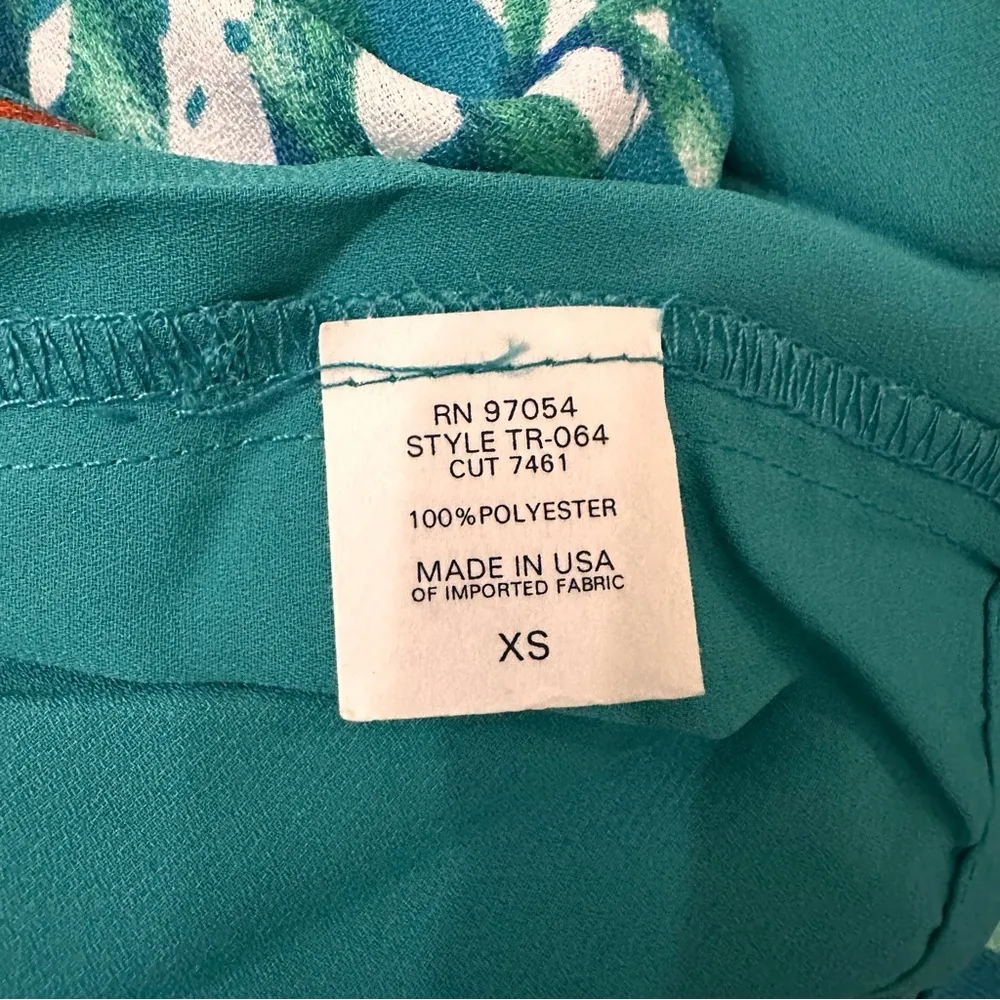 RN 97054
STYLE TR-064
CUT 7461
100%POLYESTER
MADE IN USA
OF IMPORTED FABRIC
XS